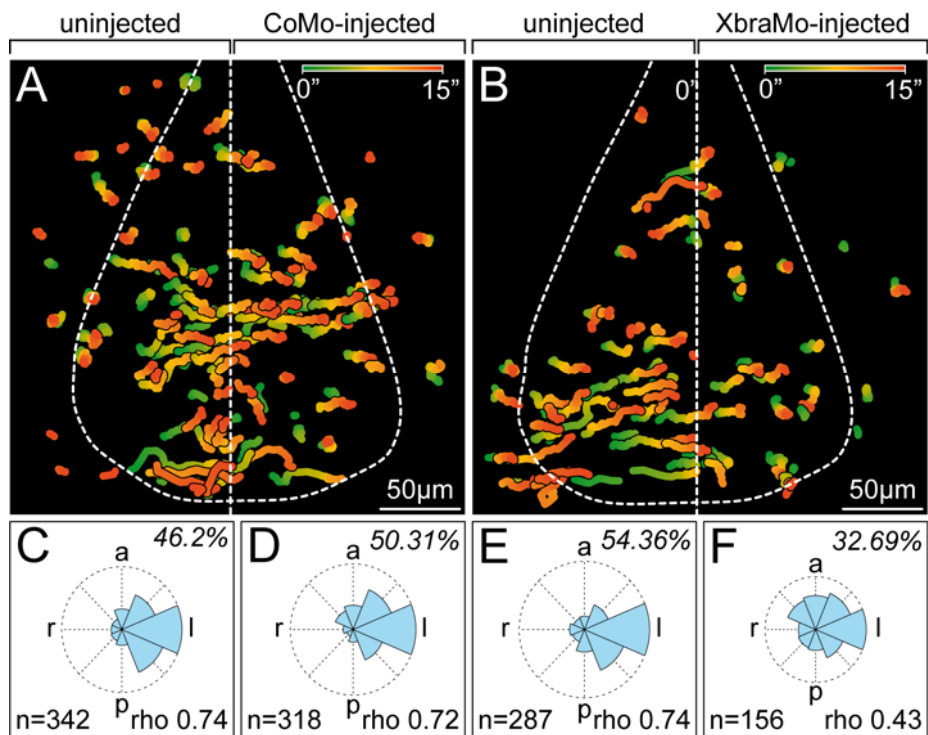 uninjected CoMo-injected uninjected XbraMo-injected
A 0” 15” B 0’ 0” 15”
50µm 50µm
C 46.2% D 50.31% E 54.36% F 32.69%
a a a a
r l r l r l r l
p p p p
n=342 rho 0.74 n=318 rho 0.72 n=287 rho 0.74 n=156 rho 0.43